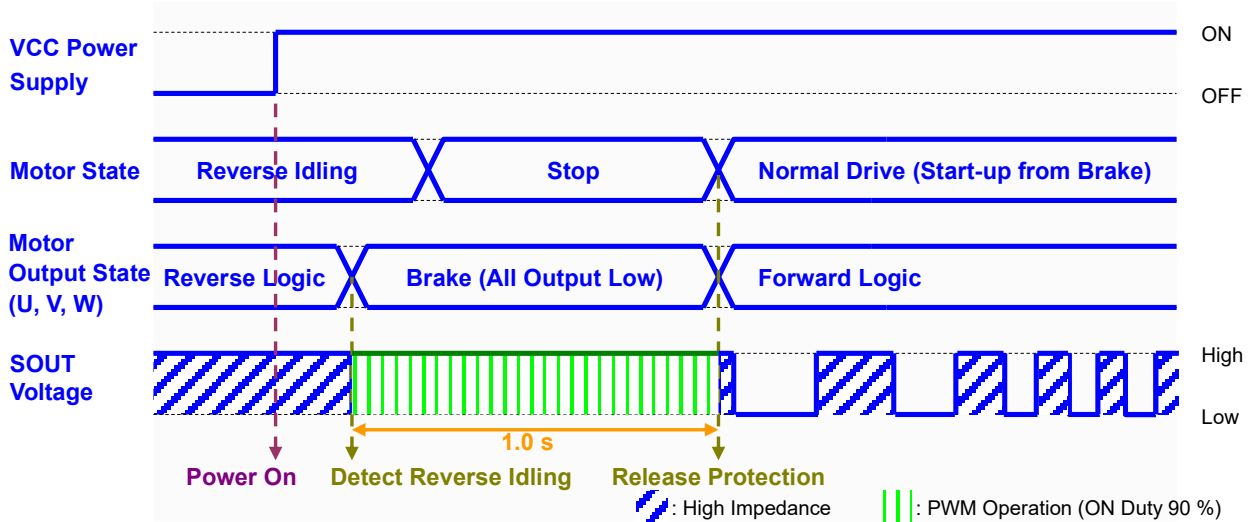 VCC Power
Supply
ON
OFF
Motor State
Reverse Idling
Stop
Normal Drive (Start-up from Brake)
Motor
Output State
(U, V, W)
Reverse Logic
Brake (All Output Low)
Forward Logic
SOUT
Voltage
High
Low
1.0 s
Power On
Detect Reverse Idling
Release Protection
: High Impedance
: PWM Operation (ON Duty 90 %)